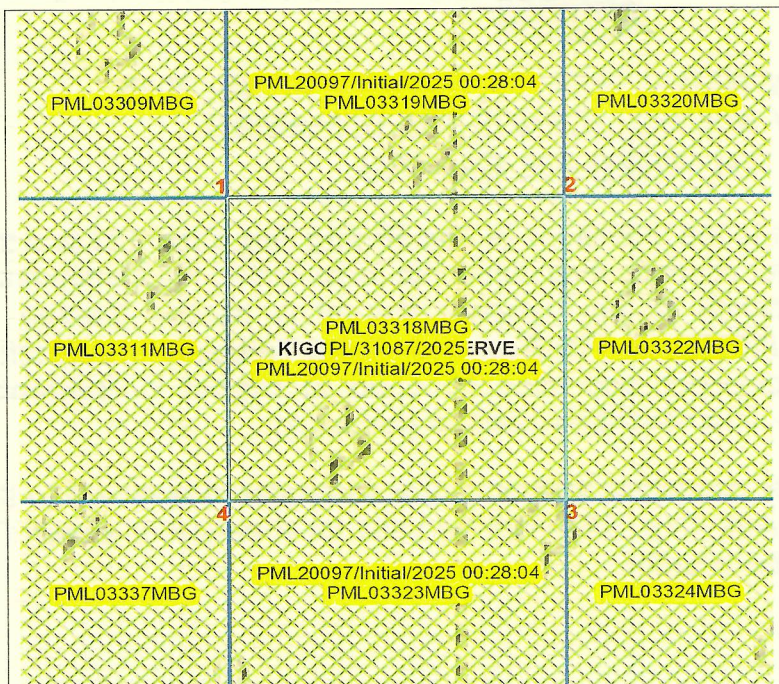 PML03309MBG
PML20097/Initial/2025 00:28:04
PML03319MBG
PML03320MBG
1
2
PML03311MBG
PML03318MBG
KIGO PL/31087/2025 ERVE
PML20097/Initial/2025 00:28:04
PML03322MBG
4
3
PML03337MBG
PML20097/Initial/2025 00:28:04
PML03323MBG
PML03324MBG